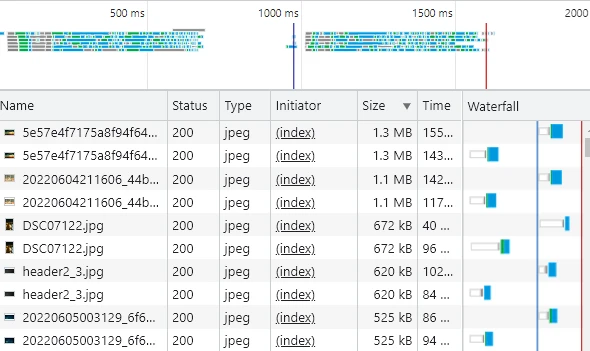 500 ms 1000 ms 1500 ms 2000
Name Status Type Initiator Size ▼ Time Waterfall
5e57e4f7175a8f94f64... 200 jpeg (index) 1.3 MB 155...
5e57e4f7175a8f94f64... 200 jpeg (index) 1.3 MB 143...
20220604211606_44b... 200 jpeg (index) 1.1 MB 142...
20220604211606_44b... 200 jpeg (index) 1.1 MB 117...
DSC07122.jpg 200 jpeg (index) 672 kB 40 ...
DSC07122.jpg 200 jpeg (index) 672 kB 96 ...
header2_3.jpg 200 jpeg (index) 620 kB 102...
header2_3.jpg 200 jpeg (index) 620 kB 84 ...
20220605003129_6f6... 200 jpeg (index) 525 kB 86 ...
20220605003129_6f6... 200 jpeg (index) 525 kB 94 ...